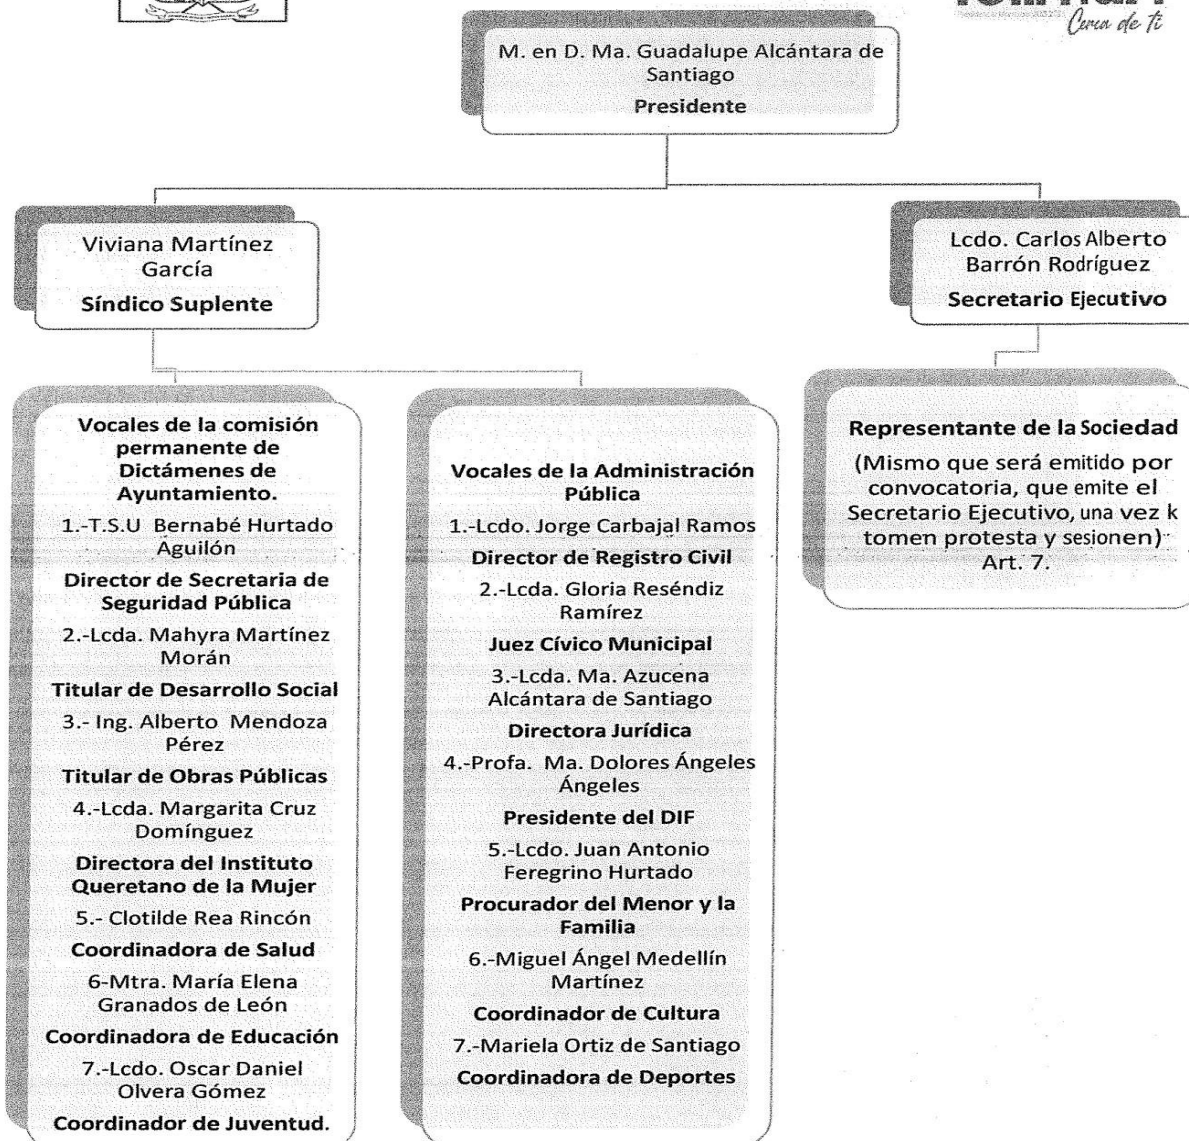 Cerca de ti
M. en D. Ma. Guadalupe Alcántara de
Santiago
Presidente
Viviana Martínez
García
Síndico Suplente
Lcdo. Carlos Alberto
Barrón Rodríguez
Secretario Ejecutivo
Vocales de la comisión
permanente de
Dictámenes de
Ayuntamiento.
1.-T.S.U Bernabé Hurtado
Aguilón
Director de Secretaria de
Seguridad Pública
2.-Lcda. Mahyra Martínez
Morán
Titular de Desarrollo Social
3.- Ing. Alberto Mendoza
Pérez
Titular de Obras Públicas
4.-Lcda. Margarita Cruz
Domínguez
Directora del Instituto
Queretano de la Mujer
5.- Clotilde Rea Rincón
Coordinadora de Salud
6-Mtra. María Elena
Granados de León
Coordinadora de Educación
7.-Lcdo. Oscar Daniel
Olvera Gómez
Coordinador de Juventud.
Vocales de la Administración
Pública
1.-Lcdo. Jorge Carbajal Ramos
Director de Registro Civil
2.-Lcda. Gloria Reséndiz
Ramírez
Juez Cívico Municipal
3.-Lcda. Ma. Azucena
Alcántara de Santiago
Directora Jurídica
4.-Profa. Ma. Dolores Ángeles
Ángeles
Presidente del DIF
5.-Lcdo. Juan Antonio
Feregrino Hurtado
Procurador del Menor y la
Familia
6.-Miguel Ángel Medellín
Martínez
Coordinador de Cultura
7.-Mariela Ortiz de Santiago
Coordinadora de Deportes
Representante de la Sociedad
(Mismo que será emitido por
convocatoria, que emite el
Secretario Ejecutivo, una vez k
tomen protesta y sesionen)
Art. 7.